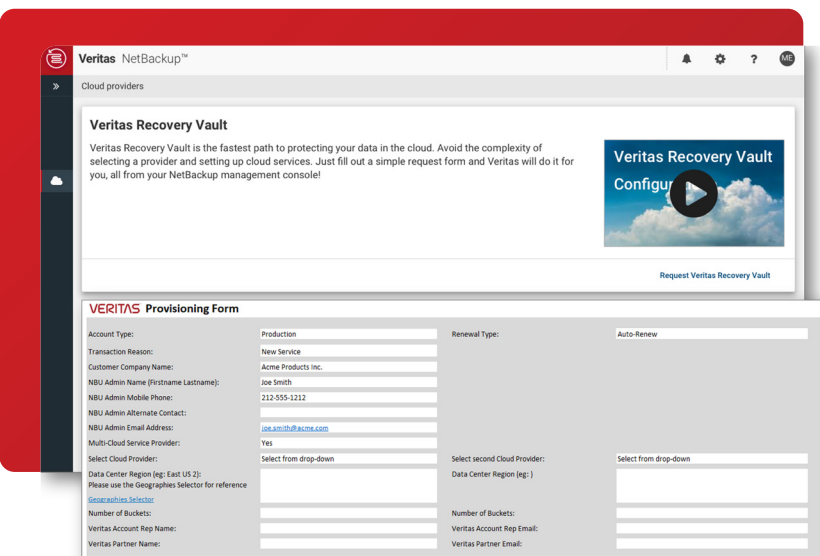 Veritas NetBackup™
ME
Cloud providers
Veritas Recovery Vault
Veritas Recovery Vault is the fastest path to protecting your data in the cloud. Avoid the complexity of
selecting a provider and setting up cloud services. Just fill out a simple request form and Veritas will do it for
you, all from your NetBackup management console!
Veritas Recovery Vault
Request Veritas Recovery Vault
VERITAS Provisioning Form
Account Type: Production Renewal Type: Auto-Renew
Transaction Reason: New Service
Customer Company Name: Acme Products Inc.
NBU Admin Name (Firstname Lastname): Joe Smith
NBU Admin Mobile Phone: 212-555-1212
NBU Admin Alternate Contact:
NBU Admin Email Address: joe.smith@acme.com
Multi-Cloud Service Provider: Yes
Select Cloud Provider: Select from drop-down Select second Cloud Provider: Select from drop-down
Data Center Region (eg: East US 2): Data Center Region (eg: )
Please use the Geographies Selector for reference
Geographies Selector
Number of Buckets: Number of Buckets:
Veritas Account Rep Name: Veritas Account Rep Email:
Veritas Partner Name: Veritas Partner Email: